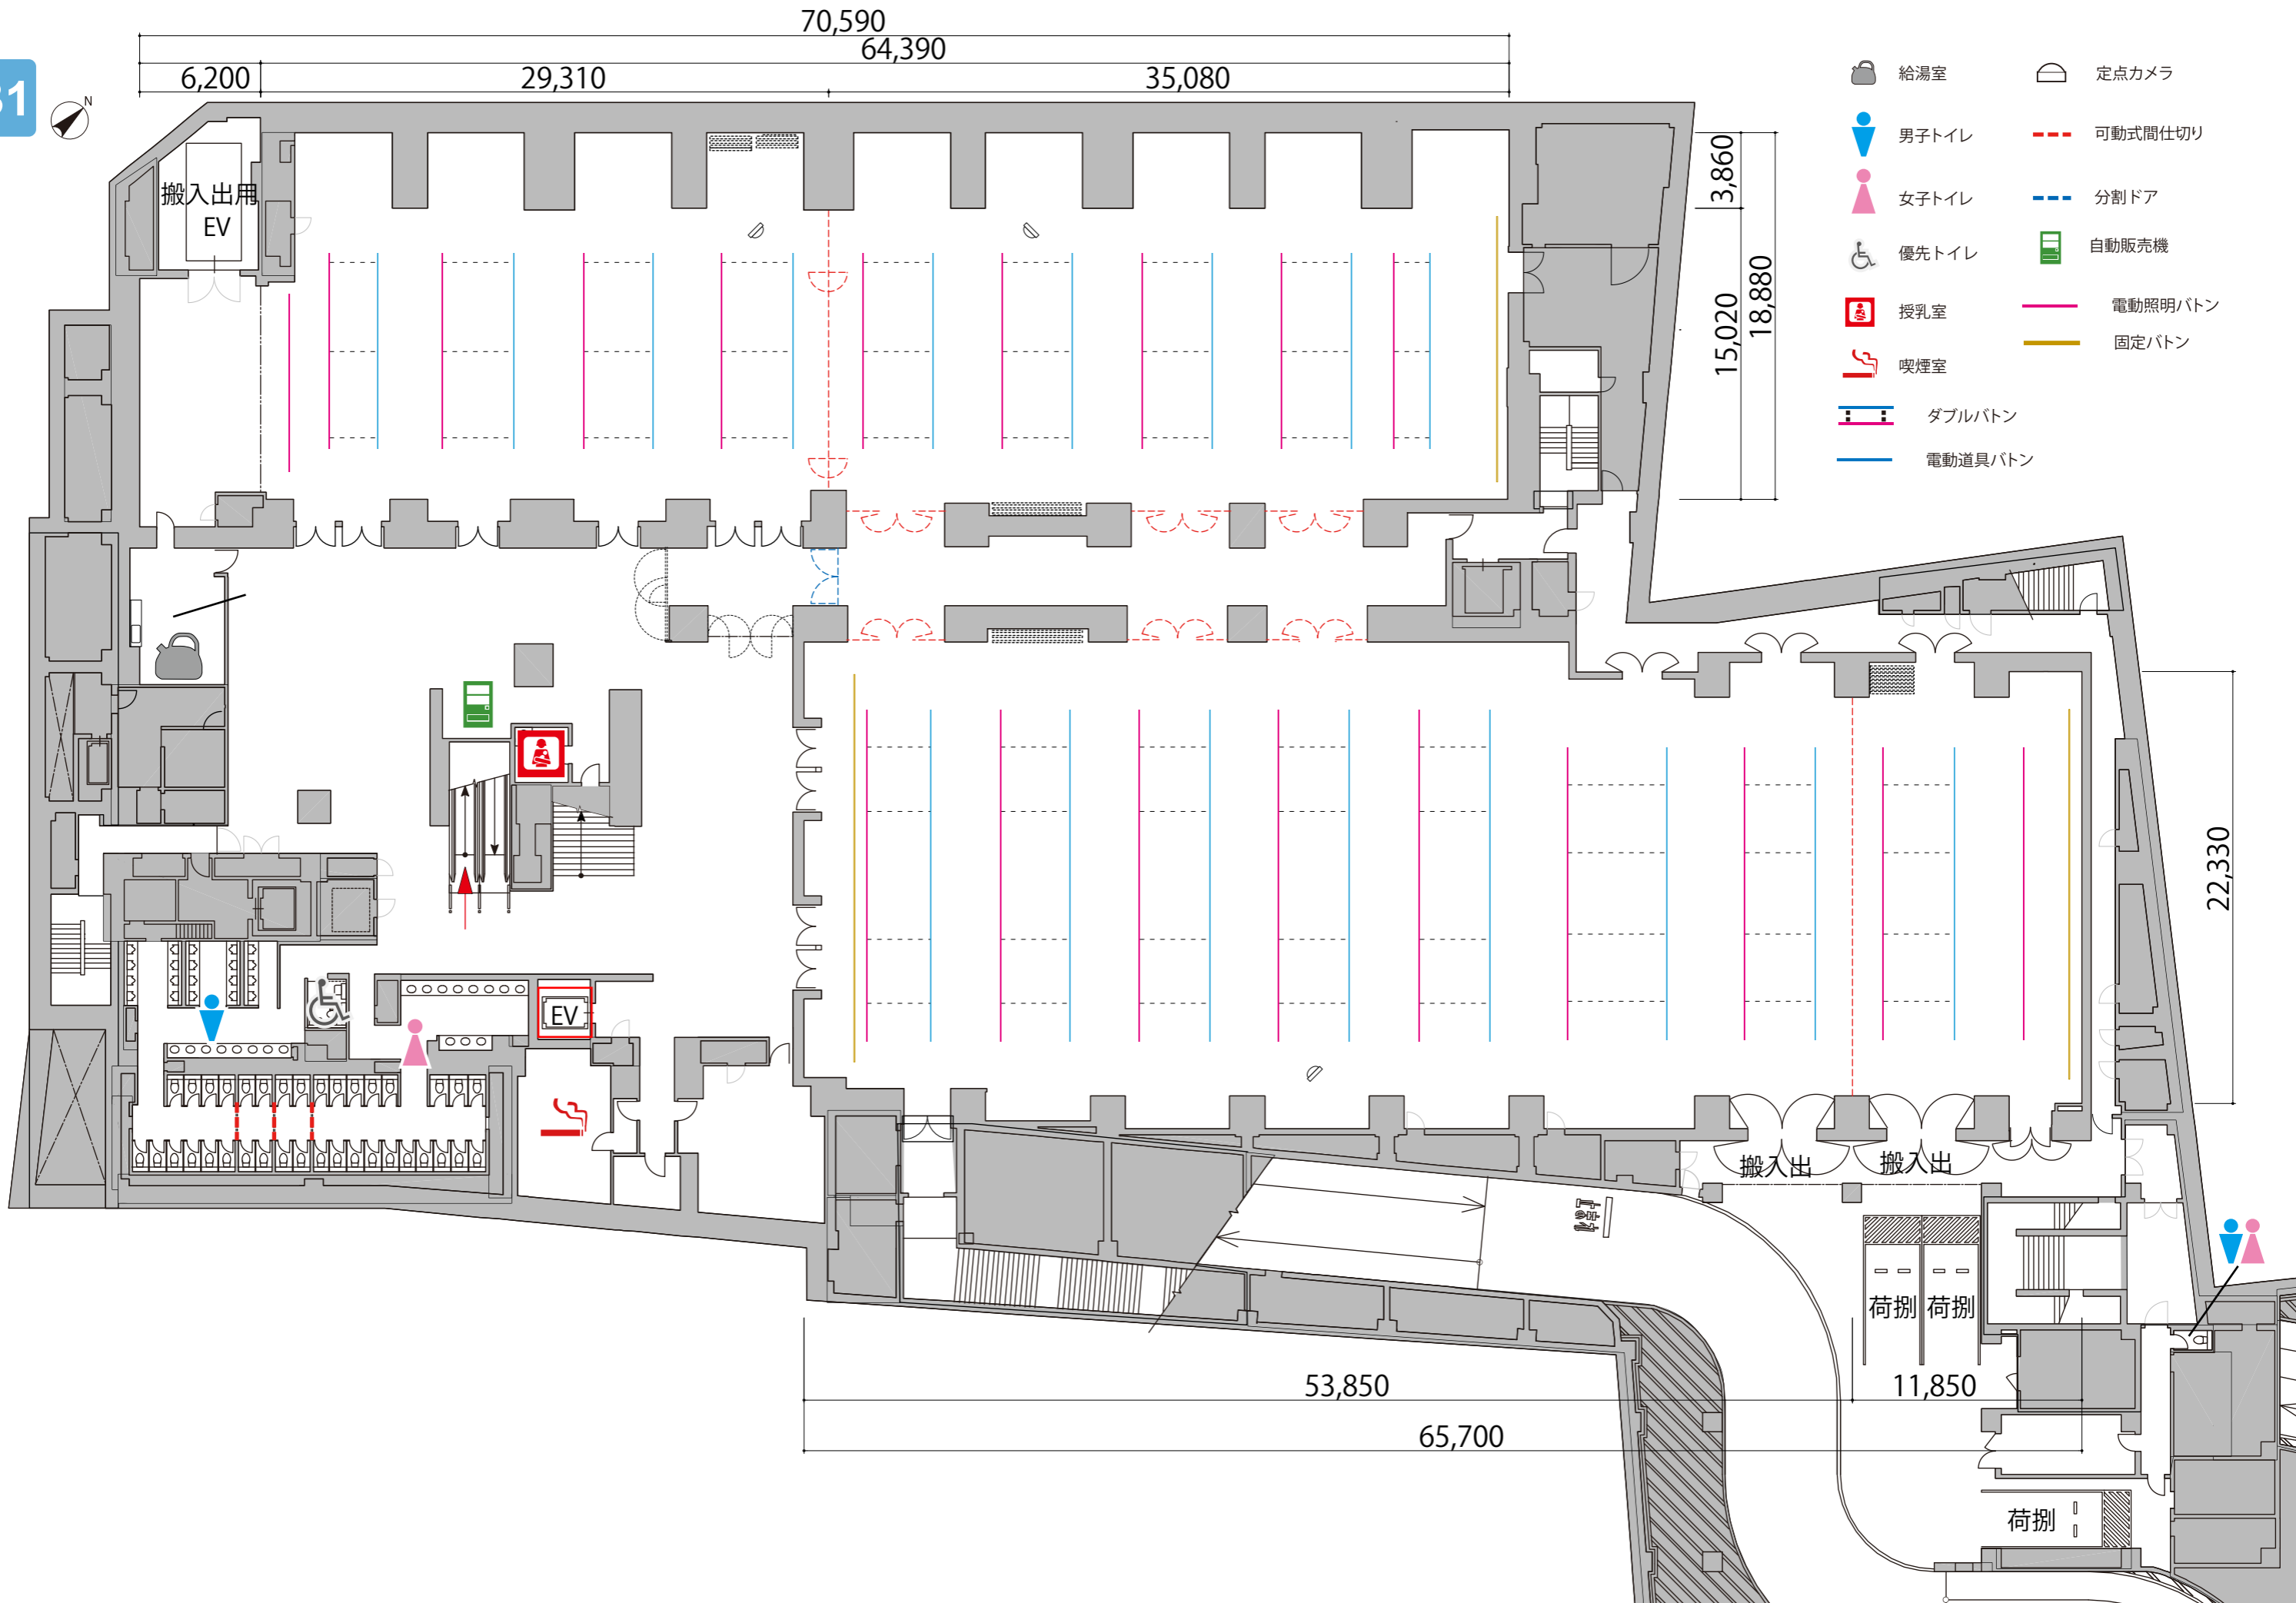 70,590
64,390
6,200
29,310
35,080
N
給湯室
定点カメラ
男子トイレ
可動式間仕切り
女子トイレ
分割ドア
優先トイレ
自動販売機
授乳室
電動照明バトン
固定バトン
喫煙室
ダブルバトン
電動道具バトン
3,860
15,020
18,880
搬入出用
EV
22,330
EV
搬入出
搬入出
荷捌
荷捌
53,850
11,850
65,700
荷捌